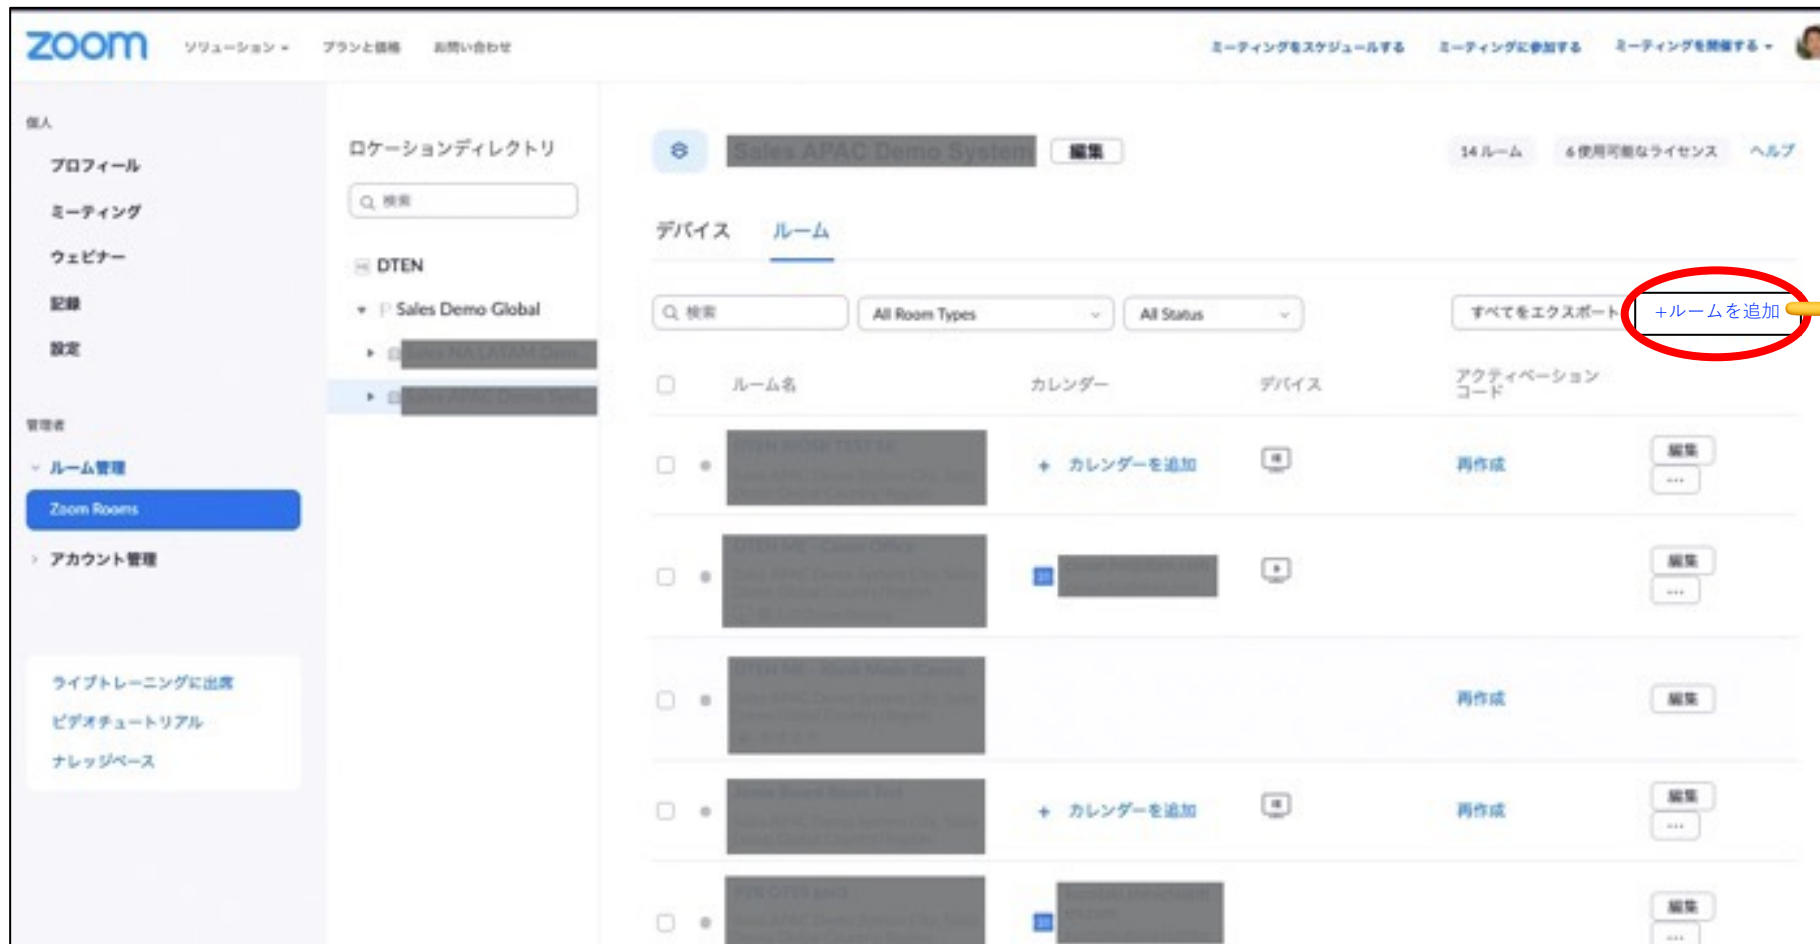 zoom
ソリューション
プランと価格
お問い合わせ
ミーティングをスケジュールする
ミーティングに参加する
ミーティングを開催する
個人
プロフィール
ミーティング
ウェビナー
記録
設定
管理者
ルーム管理
Zoom Rooms
アカウント管理
ライブトレーニングに出席
ビデオチュートリアル
ナレッジベース
ロケーションディレクトリ
検索
DTEN
Sales Demo Global
Sales NA LATAM Dem...
Sales APAC Demo Syst...
Sales APAC Demo System
編集
14 ルーム
6 使用可能なライセンス
ヘルプ
デバイス
ルーム
検索
All Room Types
All Status
すべてをエクスポート
+ルームを追加
ルーム名
カレンダー
デバイス
アクティベーション
コード
+ カレンダーを追加
再作成
編集
...
編集
...
再作成
編集
+ カレンダーを追加
再作成
編集
...
編集
...